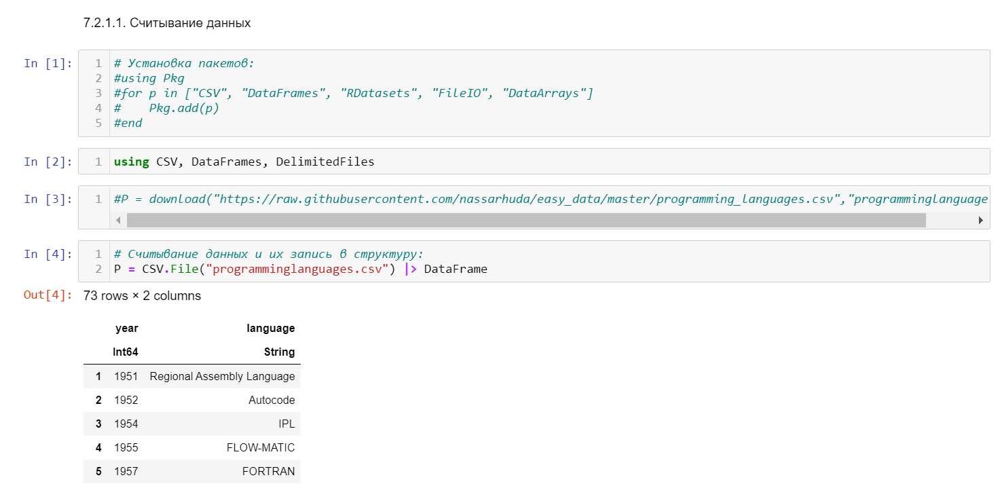 7.2.1.1. Считывание данных
In [1]:
1 # Установка пакетов:
2 #using Pkg
3 #for p in ["CSV", "DataFrames", "RDatasets", "FileIO", "DataArrays"]
4 #    Pkg.add(p)
5 #end
In [2]:
1 using CSV, DataFrames, DelimitedFiles
In [3]:
1 #P = download("https://raw.githubusercontent.com/nassarhuda/easy_data/master/programming_languages.csv","programminglanguage
In [4]:
1 # Считывание данных и их запись в структуру:
2 P = CSV.File("programminglanguages.csv") |> DataFrame
Out[4]: 73 rows × 2 columns
year language
Int64 String
1 1951 Regional Assembly Language
2 1952 Autocode
3 1954 IPL
4 1955 FLOW-MATIC
5 1957 FORTRAN